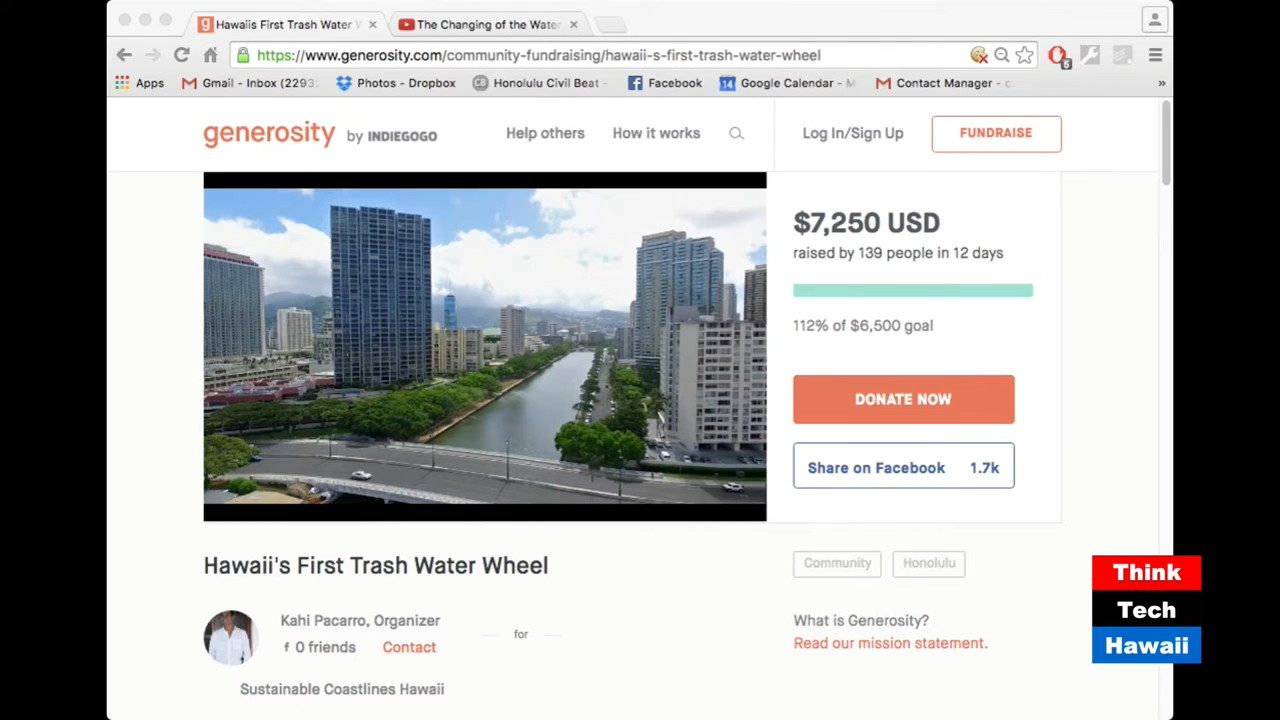 Hawaiis First Trash Water
The Changing of the Water
https://www.generosity.com/community-fundraising/hawaii-s-first-trash-water-wheel
5
Apps
Gmail - Inbox (2293
Photos - Dropbox
Honolulu Civil Beat -
Facebook
14
Google Calendar -
Contact Manager -
generosity by INDIEGOGO
Help others
How it works
Log In/Sign Up
FUNDRAISE
$7,250 USD
raised by 139 people in 12 days
112% of $6,500 goal
DONATE NOW
Share on Facebook 1.7k
Hawaii's First Trash Water Wheel
Community
Honolulu
Kahi Pacarro, Organizer
0 friends
Contact
for
What is Generosity?
Read our mission statement.
Sustainable Coastlines Hawaii
Think
Tech
Hawaii